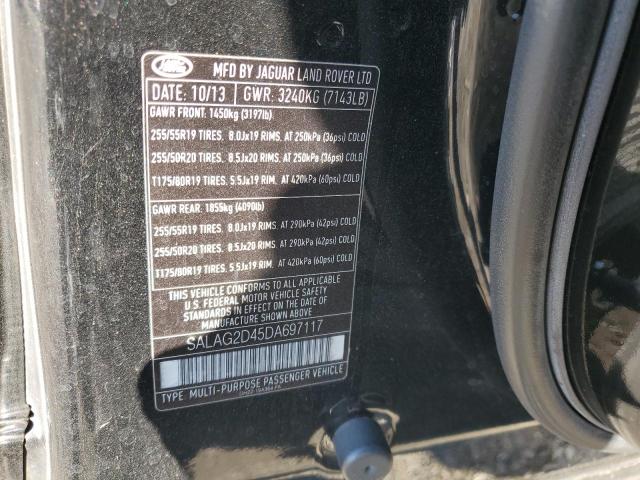 MFD BY JAGUAR LAND ROVER LTD
DATE: 10/13 GWR: 3240KG (7143LB)
GAWR FRONT: 1450kg (3197lb)
255/55R19 TIRES. 8.0Jx19 RIMS. AT 250kPa (36psi) COLD
255/50R20 TIRES. 8.5Jx20 RIMS. AT 250kPa (36psi) COLD
T175/80R19 TIRES. 5.5Jx19 RIM. AT 420kPa (60psi) COLD
GAWR REAR: 1855kg (4090lb)
255/55R19 TIRES. 8.0Jx19 RIMS. AT 290kPa (42psi) COLD
255/50R20 TIRES. 8.5Jx20 RIMS. AT 290kPa (42psi) COLD
T175/80R19 TIRES. 5.5Jx19 RIM. AT 420kPa (60psi) COLD
THIS VEHICLE CONFORMS TO ALL APPLICABLE
U.S. FEDERAL MOTOR VEHICLE SAFETY
STANDARDS IN EFFECT ON THE DATE OF
MANUFACTURE SHOWN ABOVE
SALAG2D45DA697117
TYPE: MULTI-PURPOSE PASSENGER VEHICLE